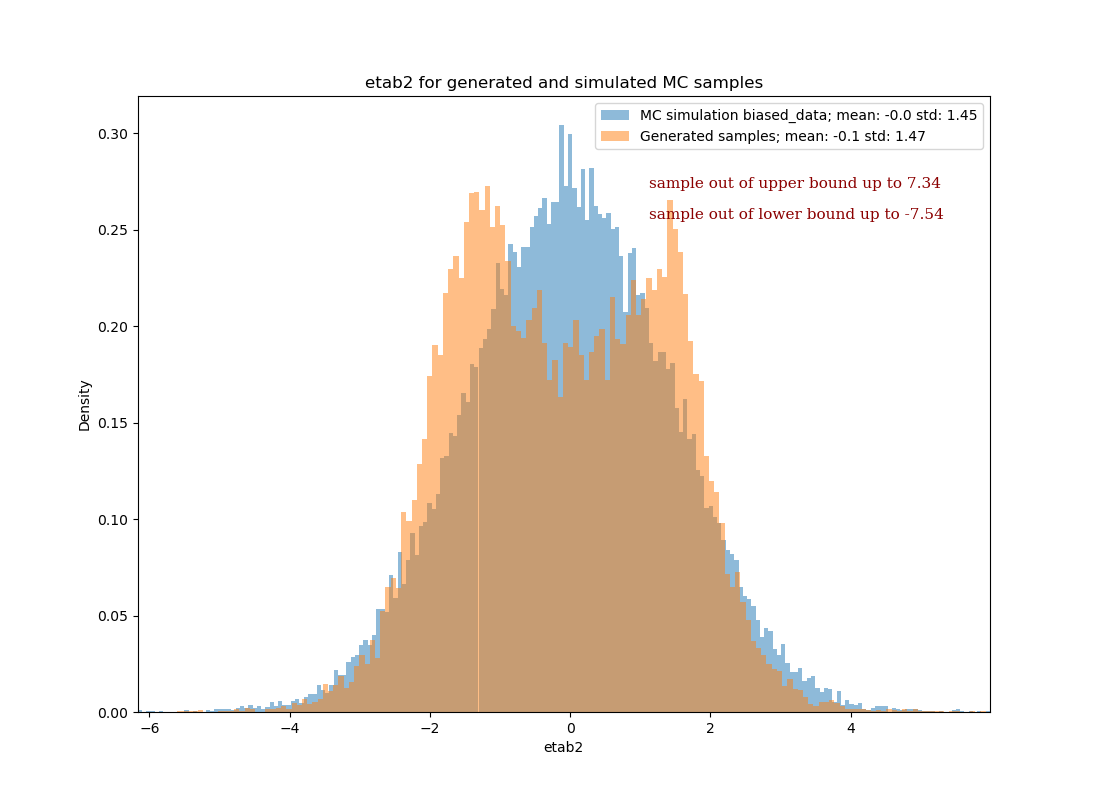 etab2 for generated and simulated MC samples
MC simulation biased_data; mean: -0.0 std: 1.45
Generated samples; mean: -0.1 std: 1.47
sample out of upper bound up to 7.34
sample out of lower bound up to -7.54
Density
0.30
0.25
0.20
0.15
0.10
0.05
0.00
−6 −4 −2 0 2 4
etab2